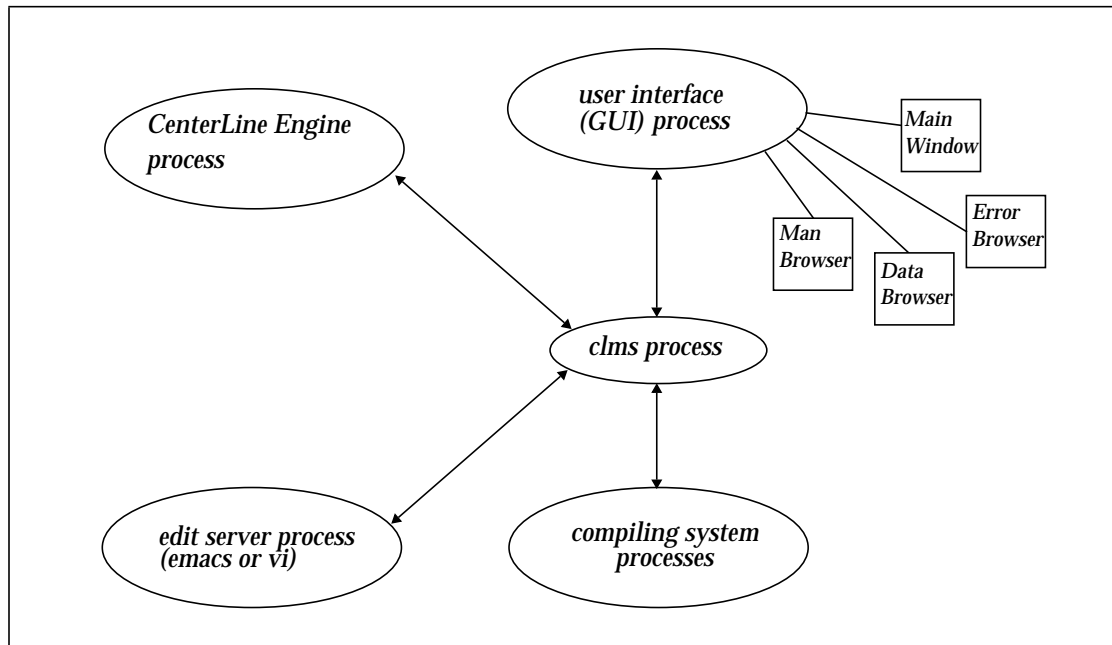 CenterLine Engine
process
user interface
(GUI) process
Main
Window
Error
Browser
Man
Browser
Data
Browser
clms process
edit server process
(emacs or vi)
compiling system
processes